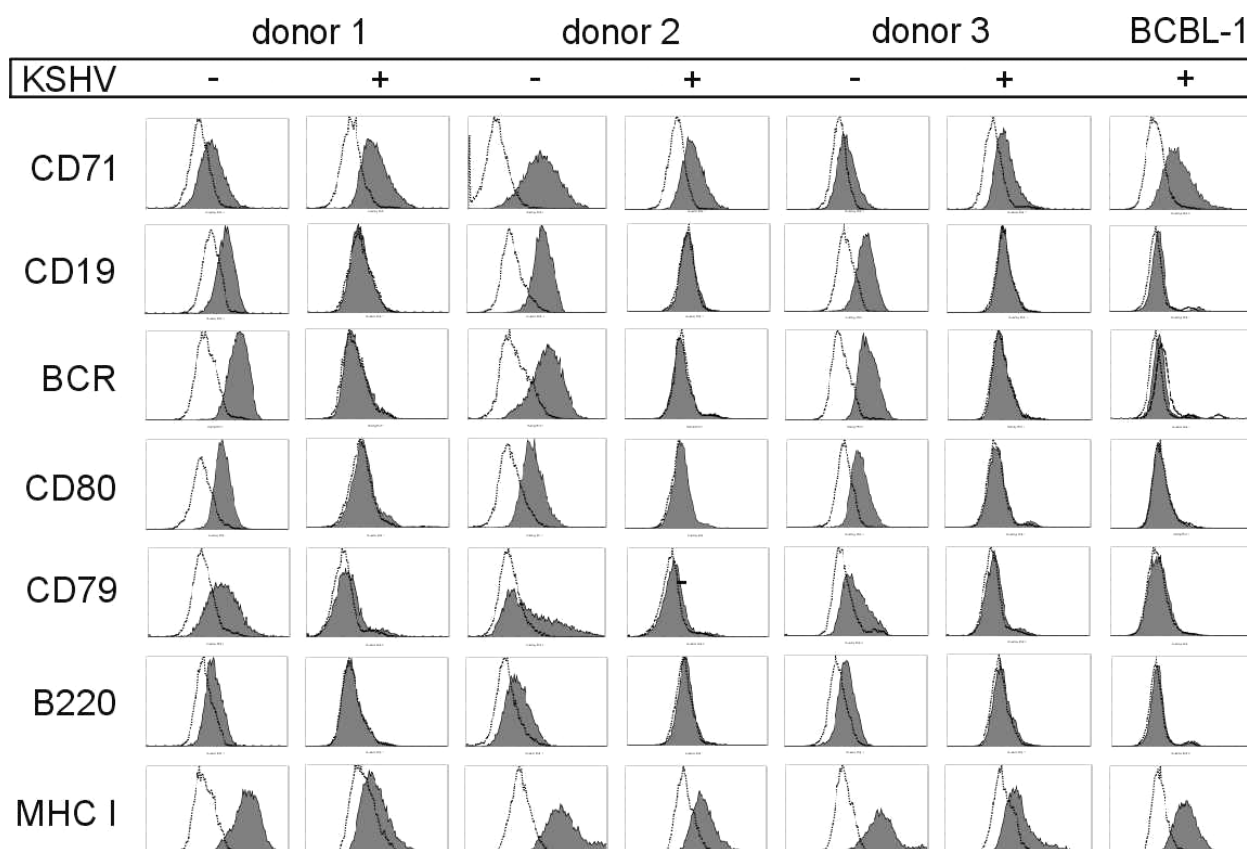 donor 1 donor 2 donor 3 BCBL-1
KSHV - + - + - + +
CD71
CD19
BCR
CD80
CD79
B220
MHC I